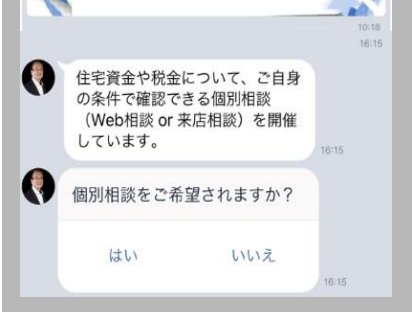 10:16
16:15
住宅資金や税金について、ご自身
の条件で確認できる個別相談
（Web相談 or 来店相談）を開催
しています。
16:15
個別相談をご希望されますか？
はい いいえ
16:15